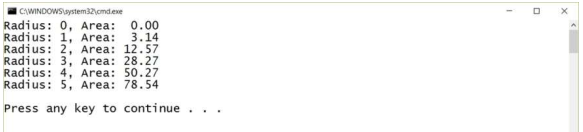 C:\WINDOWS\system32\cmd.exe
Radius: 0, Area:  0.00
Radius: 1, Area:  3.14
Radius: 2, Area: 12.57
Radius: 3, Area: 28.27
Radius: 4, Area: 50.27
Radius: 5, Area: 78.54
Press any key to continue . . .